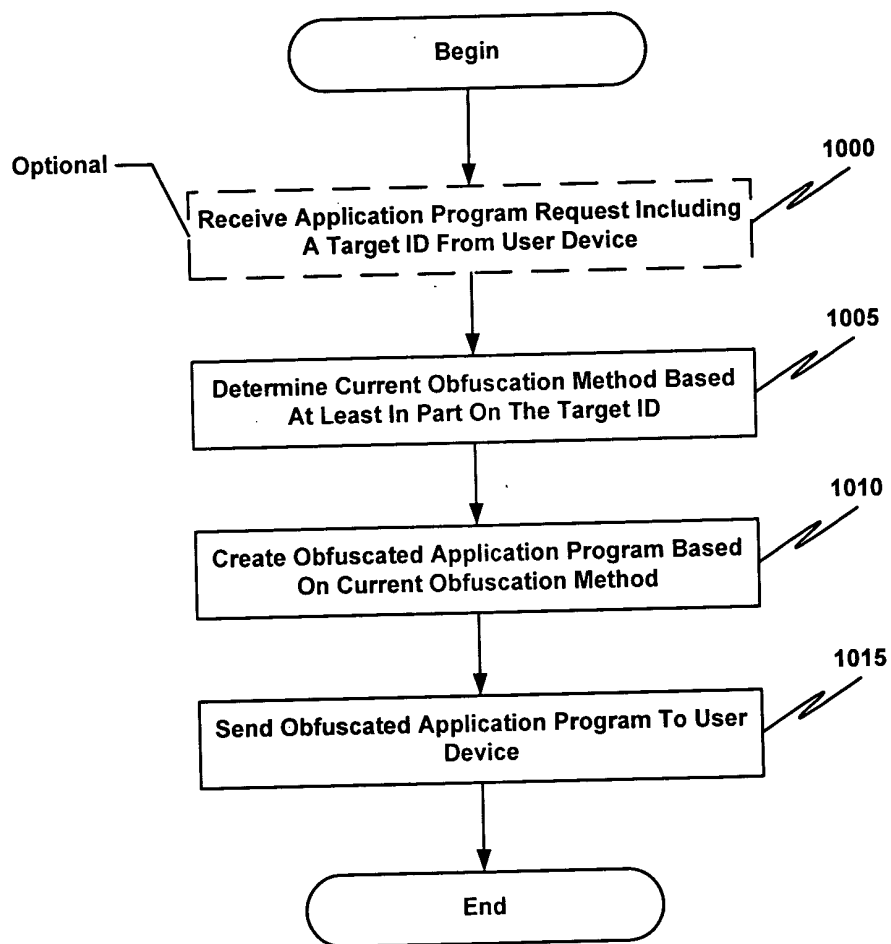 Begin
Optional
1000
Receive Application Program Request Including
A Target ID From User Device
1005
Determine Current Obfuscation Method Based
At Least In Part On The Target ID
1010
Create Obfuscated Application Program Based
On Current Obfuscation Method
1015
Send Obfuscated Application Program To User
Device
End